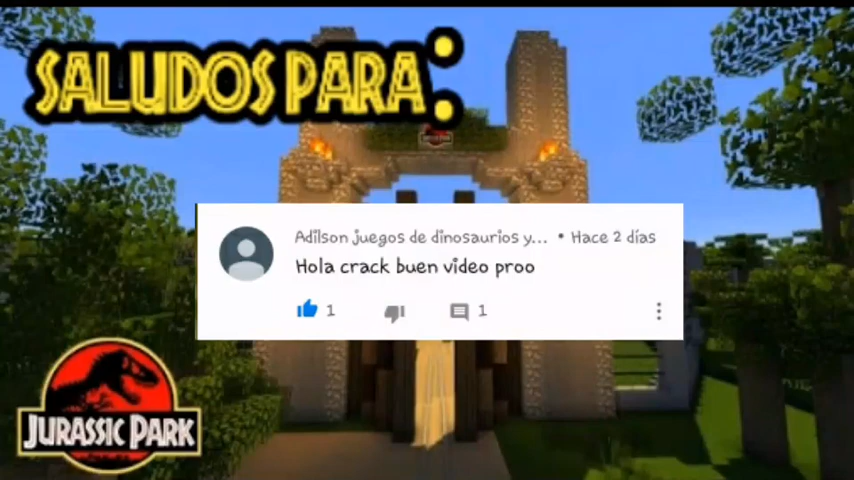 SALUDOS PARA:
Adilson juegos de dinosaurios y... • Hace 2 días
Hola crack buen video proo
1 1
JURASSIC PARK